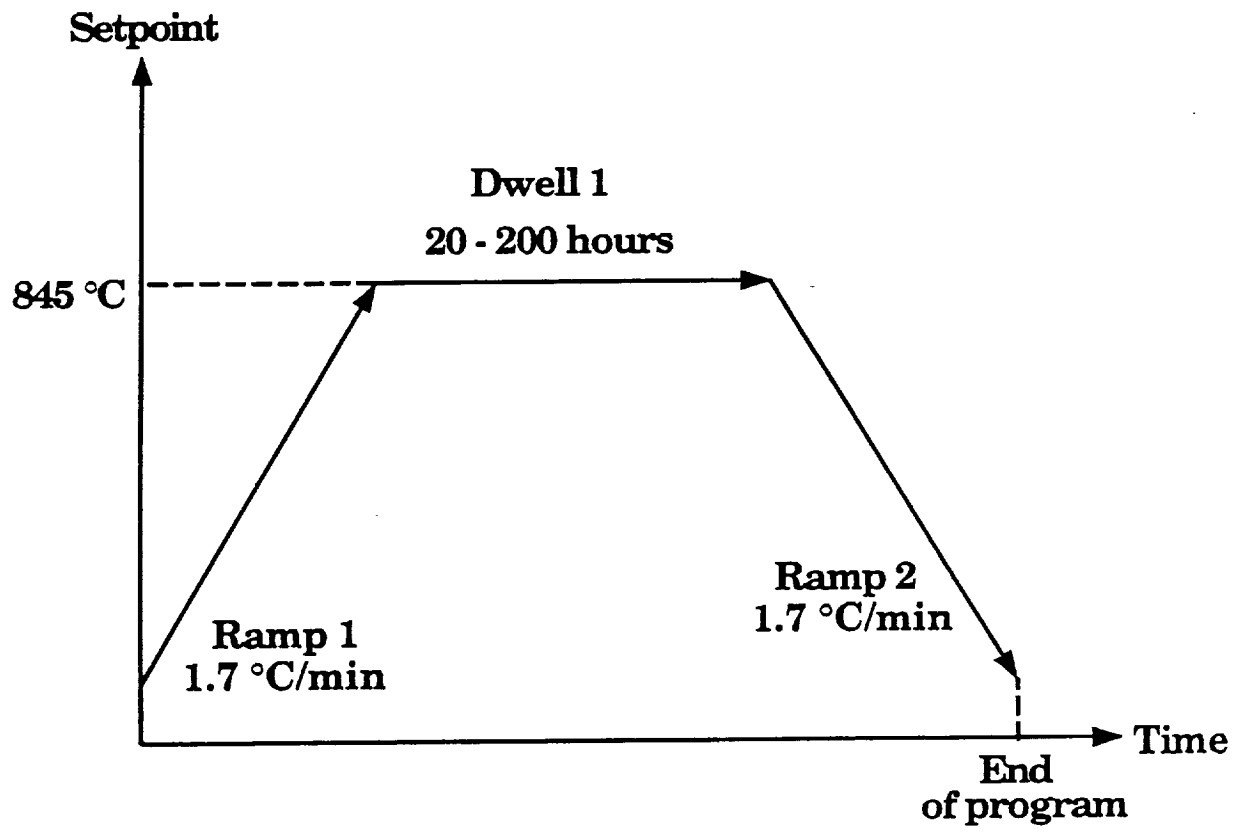 Setpoint
Dwell 1
20 - 200 hours
845 °C
Ramp 2
1.7 °C/min
Ramp 1
1.7 °C/min
Time
End
of program